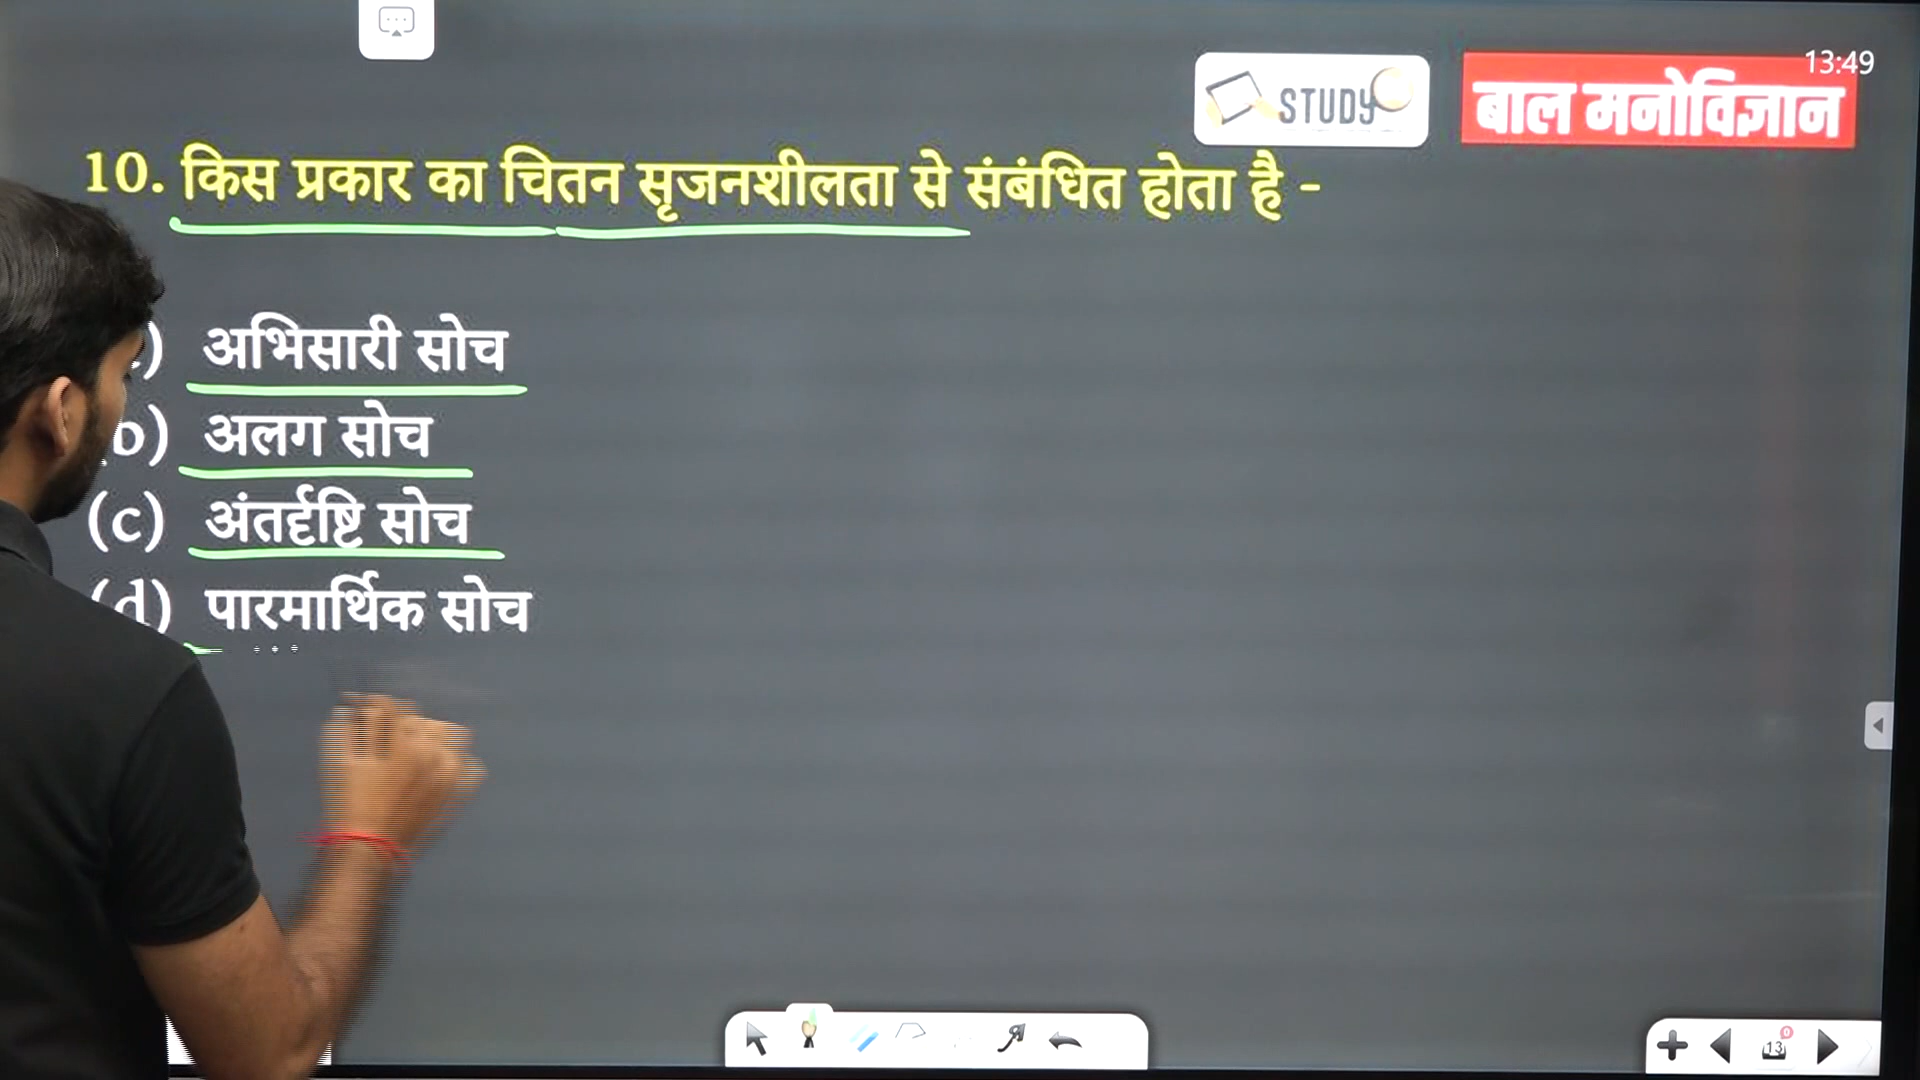 13:49
STUDY
बाल मनोविज्ञान
10. किस प्रकार का चितन सृजनशीलता से संबंधित होता है -
अभिसारी सोच
b) अलग सोच
(c) अंतर्दृष्टि सोच
(d) पारमार्थिक सोच
13